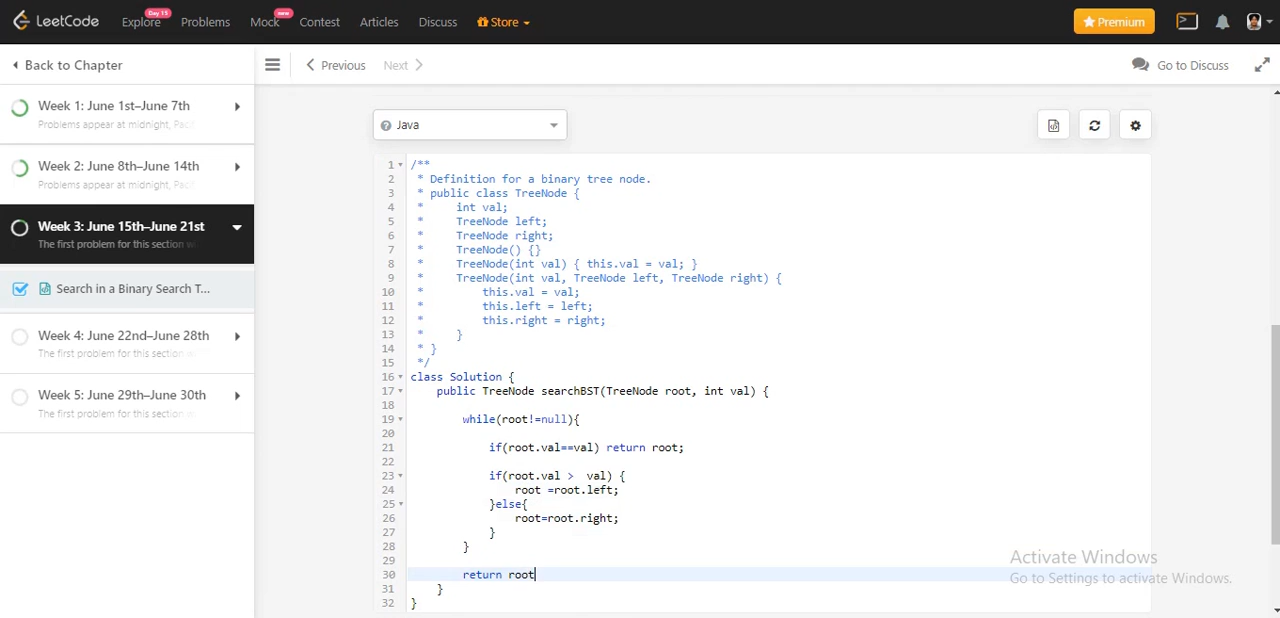 LeetCode
Explore
Day 15
Problems
Mock
new
Contest
Articles
Discuss
Store
Premium
Back to Chapter
Previous
Next
Go to Discuss
Week 1: June 1st–June 7th
Problems appear at midnight, Paci
Week 2: June 8th–June 14th
Problems appear at midnight, Paci
Week 3: June 15th–June 21st
The first problem for this section w
Search in a Binary Search T...
Week 4: June 22nd–June 28th
The first problem for this section w
Week 5: June 29th–June 30th
The first problem for this section w
Java
1 /**
2 * Definition for a binary tree node.
3 * public class TreeNode {
4 *     int val;
5 *     TreeNode left;
6 *     TreeNode right;
7 *     TreeNode() {}
8 *     TreeNode(int val) { this.val = val; }
9 *     TreeNode(int val, TreeNode left, TreeNode right) {
10 *         this.val = val;
11 *         this.left = left;
12 *         this.right = right;
13 *     }
14 * }
15 */
16 class Solution {
17     public TreeNode searchBST(TreeNode root, int val) {
18
19         while(root!=null){
20
21             if(root.val==val) return root;
22
23             if(root.val >  val) {
24                 root =root.left;
25             }else{
26                 root=root.right;
27             }
28         }
29
30         return root
31     }
32 }
Activate Windows
Go to Settings to activate Windows.